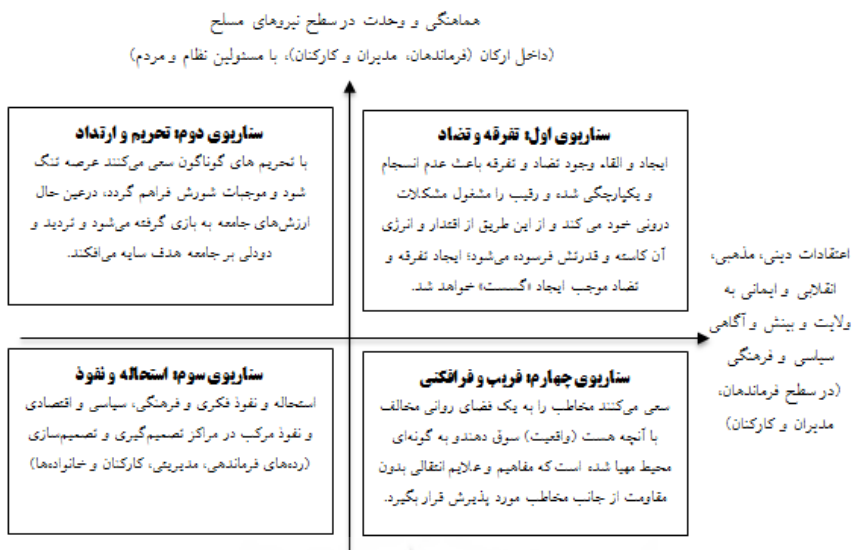 هماهنگی و وحدت در سطح نیروهای مسلح
(داخل ارکان (فرماندهان، مدیران و کارکنان)، با مسئولین نظام و مردم)
سناریوی اول: تفرقه و تضاد
ایجاد و القاء وجود تضاد و تفرقه باعث عدم انسجام
و یکپارچگی شده و رقیب را مشغول مشکلات
درونی خود می کند و از این طریق از اقتدار و انرژی
آن کاسته و قدرتش فرسوده می‌شود؛ ایجاد تفرقه و
تضاد موجب ایجاد «گسست» خواهد شد.
سناریوی دوم: تحریم و ارتداد
با تحریم های گوناگون سعی می‌کنند عرصه تنگ
شود و موجبات شورش فراهم گردد، درعین حال
ارزش‌های جامعه به بازی گرفته می‌شود و تردید و
دودلی بر جامعه هدف سایه می‌افکند.
اعتقادات دینی، مذهبی،
انقلابی و ایمانی به
ولایت و بینش و آگاهی
سیاسی و فرهنگی
(در سطح فرماندهان،
مدیران و کارکنان)
سناریوی سوم: استحاله و نفوذ
استحاله و نفوذ فکری و فرهنگی، سیاسی و اقتصادی
و نفوذ مرکب در مراکز تصمیم‌گیری و تصمیم‌سازی
(رده‌های فرماندهی، مدیریتی، کارکنان و خانواده‌ها)
سناریوی چهارم: فریب و فرافکنی
سعی می‌کنند مخاطب را به یک فضای روانی مخالف
با آنچه هست (واقعیت) سوق دهندو به گونه‌ای
محیط مهیا شده است که مفاهیم و علایم انتقالی بدون
مقاومت از جانب مخاطب مورد پذیرش قرار بگیرد.